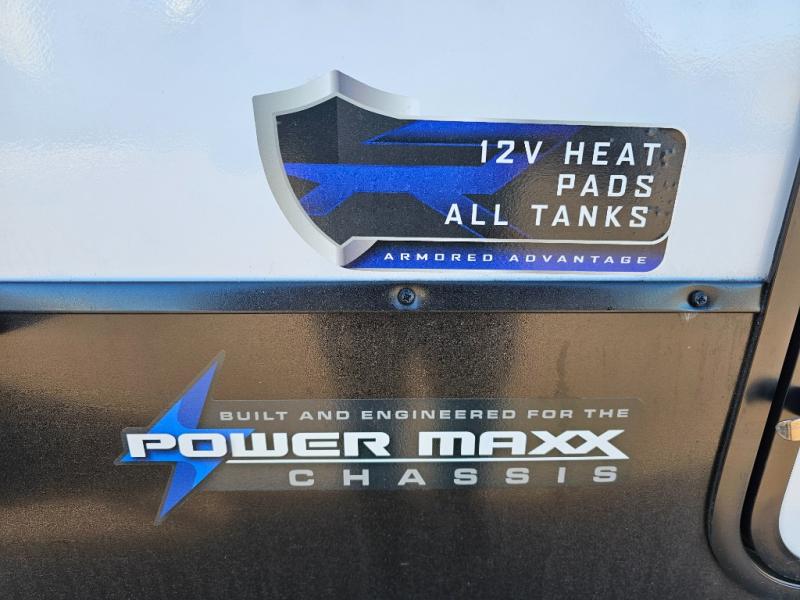 12V HEAT
PADS
ALL TANKS
ARMORED ADVANTAGE
BUILT AND ENGINEERED FOR THE
POWER MAXX
CHASSIS